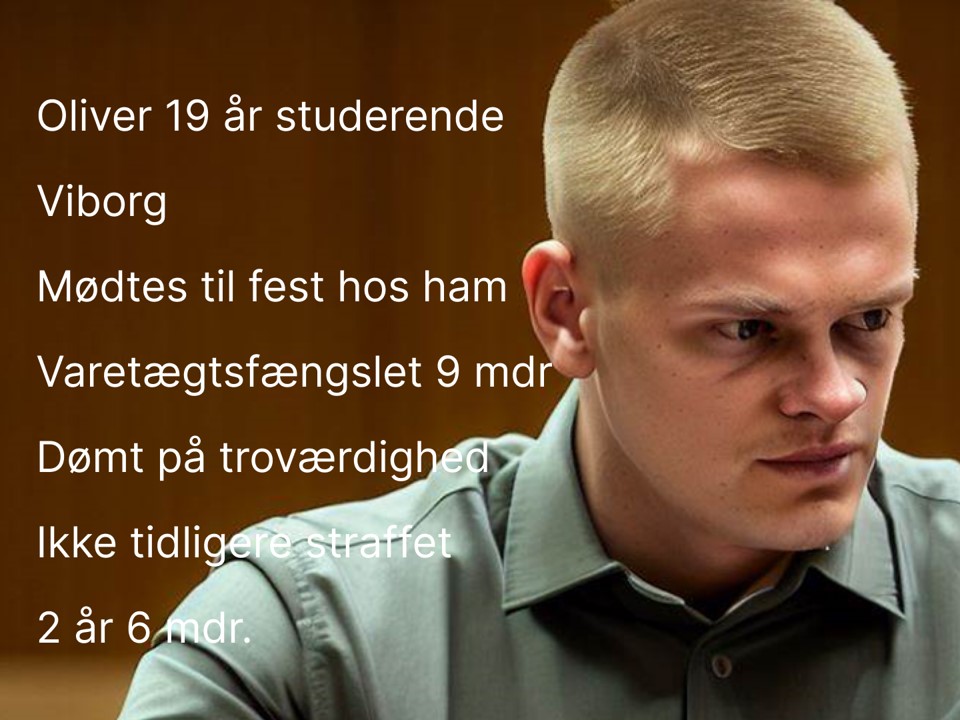 Oliver 19 år studerende
Viborg
Mødtes til fest hos ham
Varetægtsfængslet 9 mdr
Dømt på troværdighed
Ikke tidligere straffet
2 år 6 mdr.